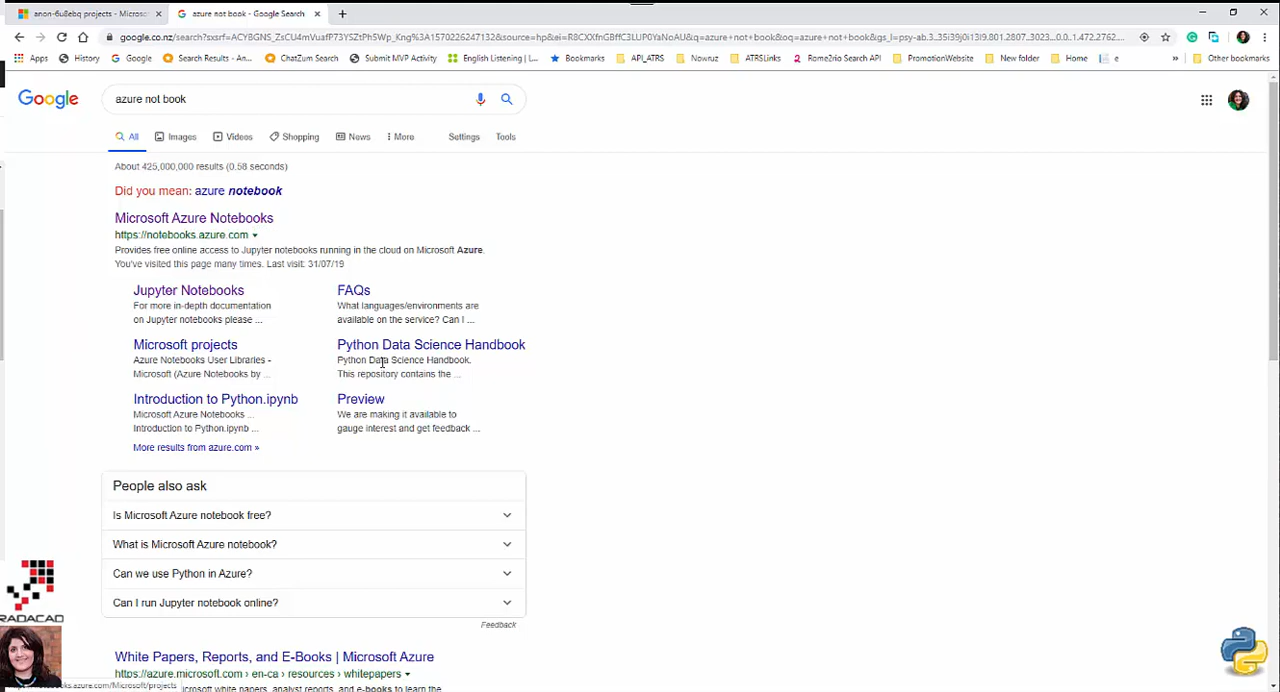 anon-6u8ebq projects - Microso
azure not book - Google Search
google.co.nz/search?sxsrf=ACYBGNS_ZsCU4mVuafP73YSZtPh5Wp_Kng%3A1570226247132&source=hp&ei=R8CXXfnGBffC3LUP0YaNoAU&q=azure+not+book&oq=azure+not+book&gs_l=psy-ab.3..35i39j0i13l9.801.2807..3023...0.0..1.472.2762....
Apps
History
Google
Search Results - An...
ChatZum Search
Submit MVP Activity
English Listening | L...
Bookmarks
API_ATRS
Nowruz
ATRSLinks
Rome2rio Search API
PromotionWebsite
New folder
Home
e
»
Other bookmarks
Google
azure not book
All
Images
Videos
Shopping
News
More
Settings
Tools
About 425,000,000 results (0.58 seconds)
Did you mean: azure notebook
Microsoft Azure Notebooks
https://notebooks.azure.com
Provides free online access to Jupyter notebooks running in the cloud on Microsoft Azure.
You've visited this page many times. Last visit: 31/07/19
Jupyter Notebooks
For more in-depth documentation
on Jupyter notebooks please ...
FAQs
What languages/environments are
available on the service? Can I ...
Microsoft projects
Azure Notebooks User Libraries -
Microsoft (Azure Notebooks by ...
Python Data Science Handbook
Python Data Science Handbook.
This repository contains the ...
Introduction to Python.ipynb
Microsoft Azure Notebooks ...
Introduction to Python.ipynb ...
Preview
We are making it available to
gauge interest and get feedback ...
More results from azure.com »
People also ask
Is Microsoft Azure notebook free?
What is Microsoft Azure notebook?
Can we use Python in Azure?
Can I run Jupyter notebook online?
Feedback
White Papers, Reports, and E-Books | Microsoft Azure
https://azure.microsoft.com › en-ca › resources › whitepapers
microsoft white papers, analyst reports, and e-books to learn the
RADACAD